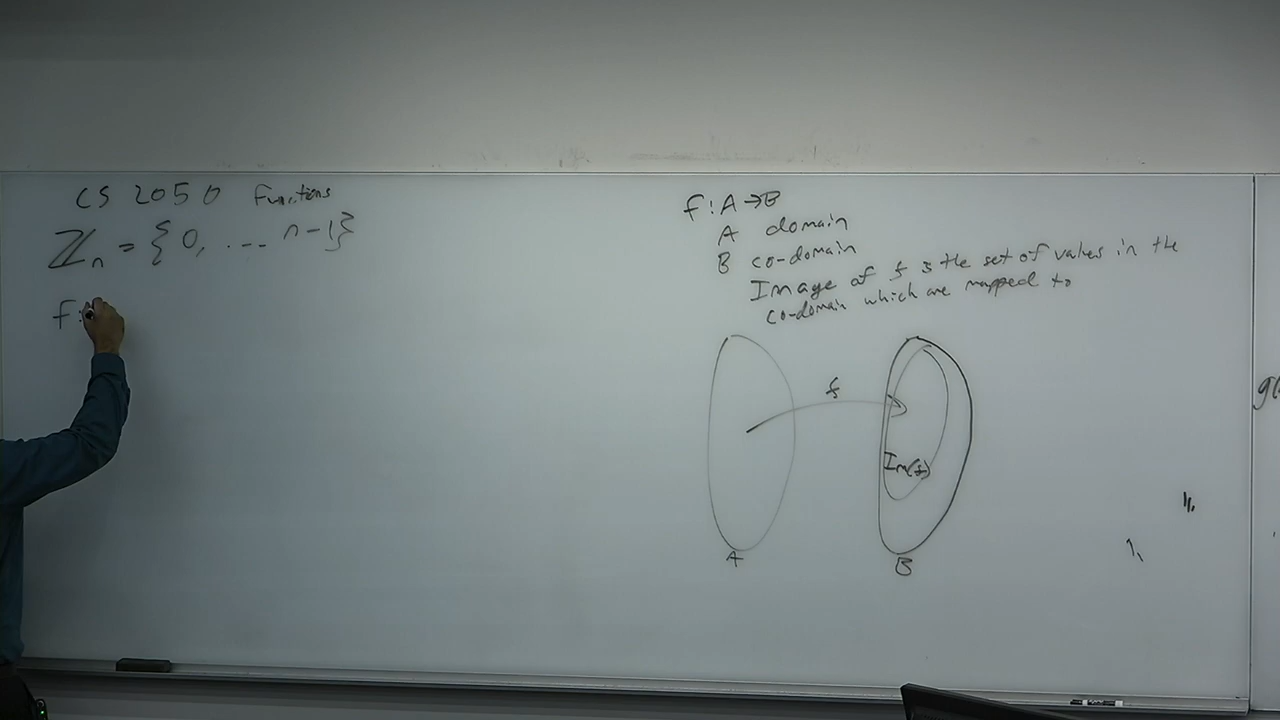 CS 2050 Functions
ℤn = {0, ... n-1}
f:
f: A → B
A domain
B co-domain
Image of f is the set of values in the
co-domain which are mapped to
f
Im(f)
A
B